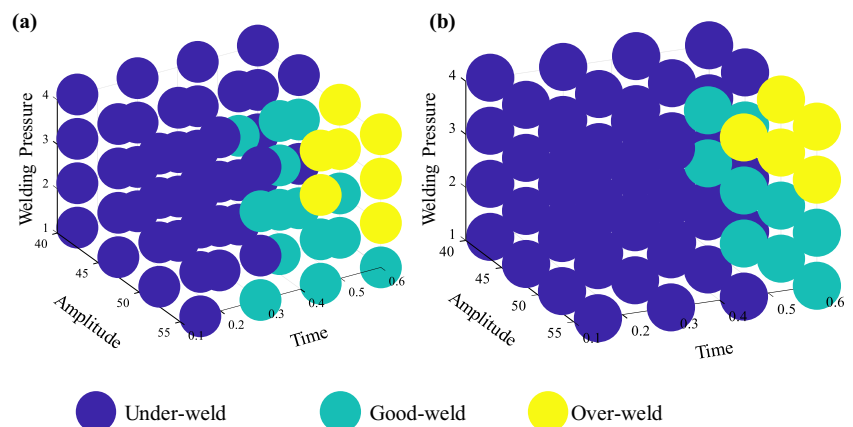 (a)
(b)
Welding Pressure
4
3
2
1
40
45
50
55
Amplitude
0.1
0.2
0.3
0.4
0.5
0.6
Time
Welding Pressure
4
3
2
1
40
45
50
55
Amplitude
0.1
0.2
0.3
0.4
0.5
0.6
Time
Under-weld
Good-weld
Over-weld